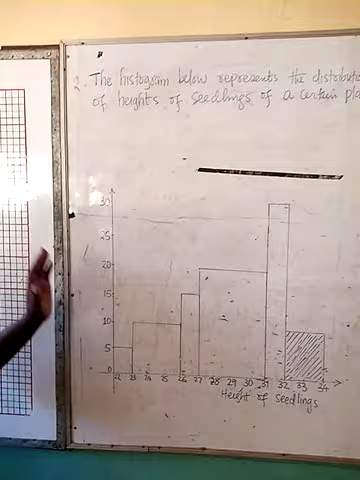 2. The histogram below represents the distributi
of heights of seedlings of a certain pla
30
25
20
15
10
5
0
22 23 24 25 26 27 28 29 30 31 32 33 34
Height of seedlings